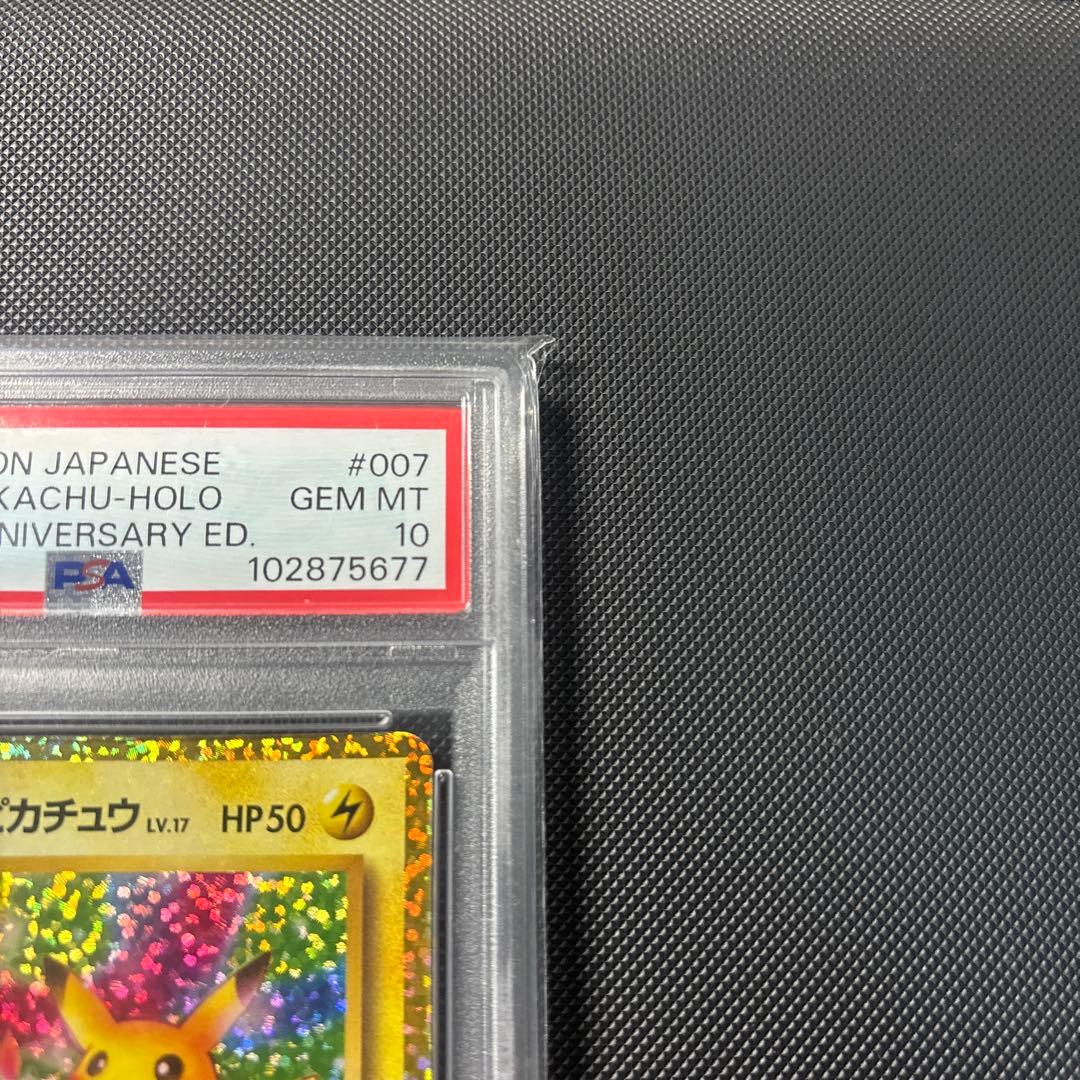 ON JAPANESE #007
KACHU-HOLO GEM MT
NIVERSARY ED. 10
PSA 102875677
ピカチュウ LV.17 HP50